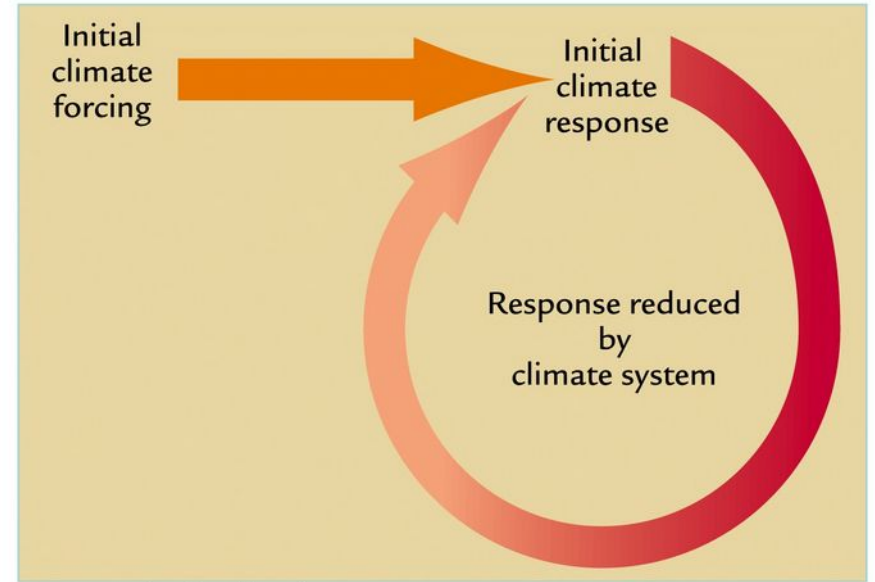 Initial
climate
forcing
Initial
climate
response
Response reduced
by
climate system